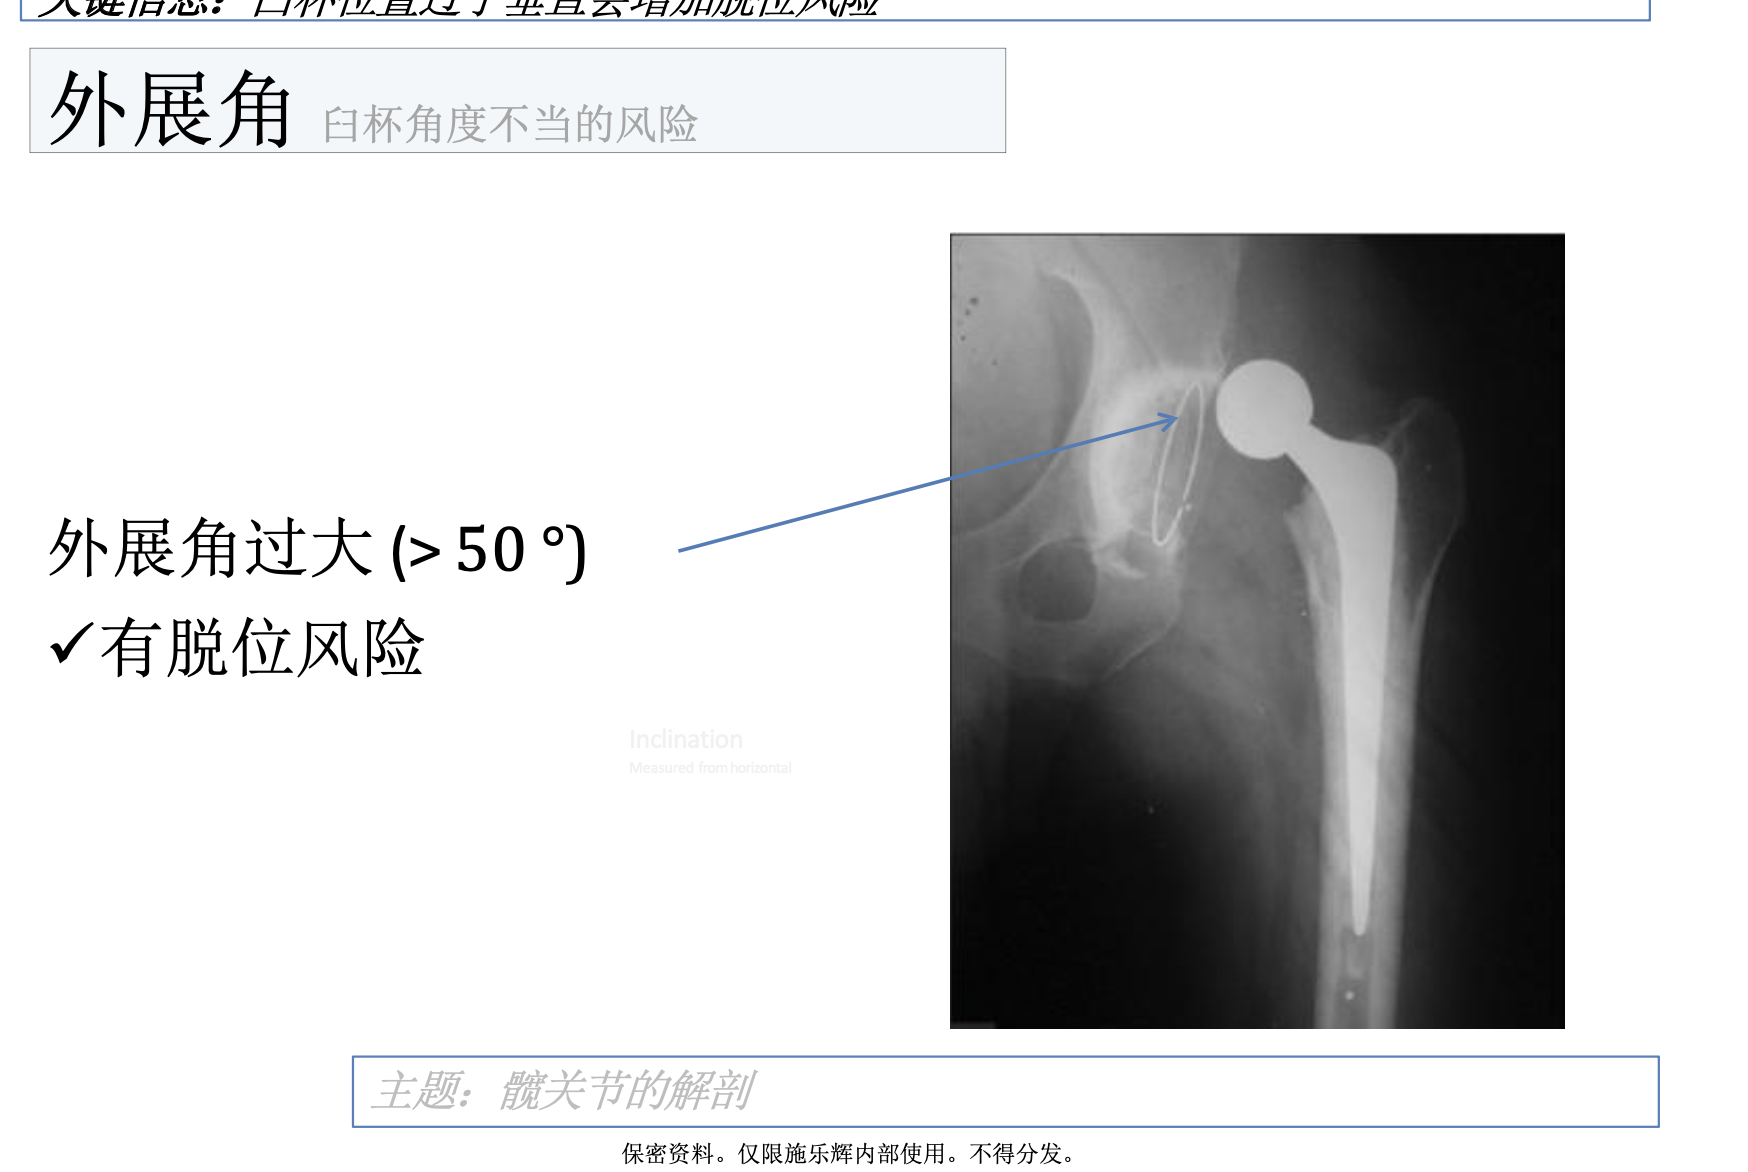 关键信息：臼杯位置过于垂直会增加脱位风险
外展角 臼杯角度不当的风险
外展角过大 (> 50 °)
✓有脱位风险
Inclination
Measured from horizontal
主题：髋关节的解剖
保密资料。仅限施乐辉内部使用。不得分发。